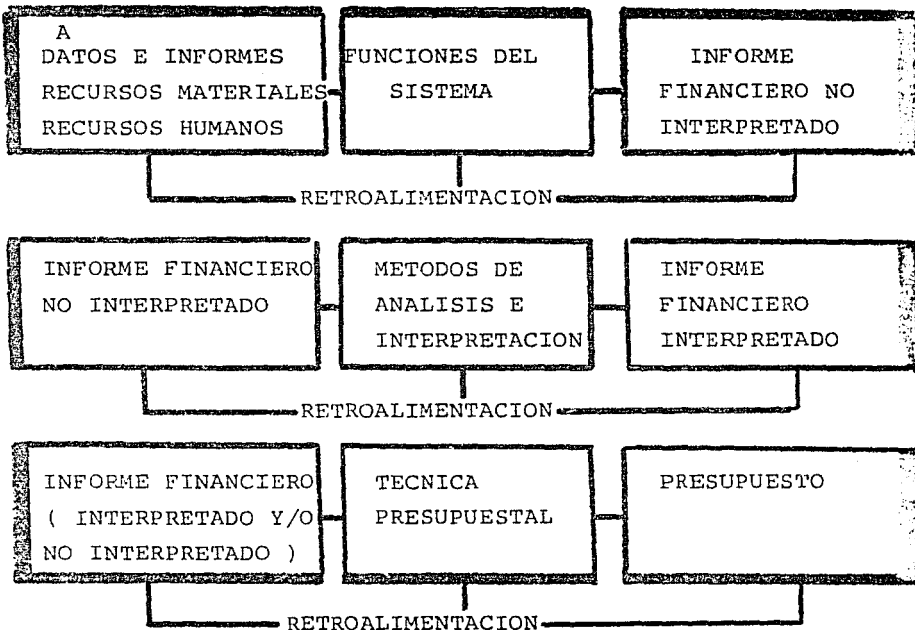 A
DATOS E INFORMES
RECURSOS MATERIALES
RECURSOS HUMANOS
FUNCIONES DEL
SISTEMA
INFORME
FINANCIERO NO
INTERPRETADO
RETROALIMENTACION
INFORME FINANCIERO
NO INTERPRETADO
METODOS DE
ANALISIS E
INTERPRETACION
INFORME
FINANCIERO
INTERPRETADO
RETROALIMENTACION
INFORME FINANCIERO
( INTERPRETADO Y/O
NO INTERPRETADO )
TECNICA
PRESUPUESTAL
PRESUPUESTO
RETROALIMENTACION